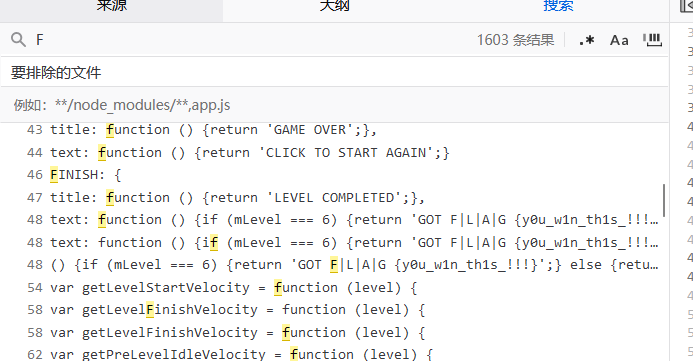 来源 大纲 搜索
F 1603 条结果 .* Aa
要排除的文件
例如：**/node_modules/**,app.js
43 title: function () {return 'GAME OVER';},
44 text: function () {return 'CLICK TO START AGAIN';}
46 FINISH: {
47 title: function () {return 'LEVEL COMPLETED';},
48 text: function () {if (mLevel === 6) {return 'GOT F|L|A|G {y0u_w1n_th1s_!!!…
48 text: function () {if (mLevel === 6) {return 'GOT F|L|A|G {y0u_w1n_th1s_!!!…
48 () {if (mLevel === 6) {return 'GOT F|L|A|G {y0u_w1n_th1s_!!!}';} else {retu…
54 var getLevelStartVelocity = function (level) {
58 var getLevelFinishVelocity = function (level) {
58 var getLevelFinishVelocity = function (level) {
62 var getPreLevelIdleVelocity = function (level) {